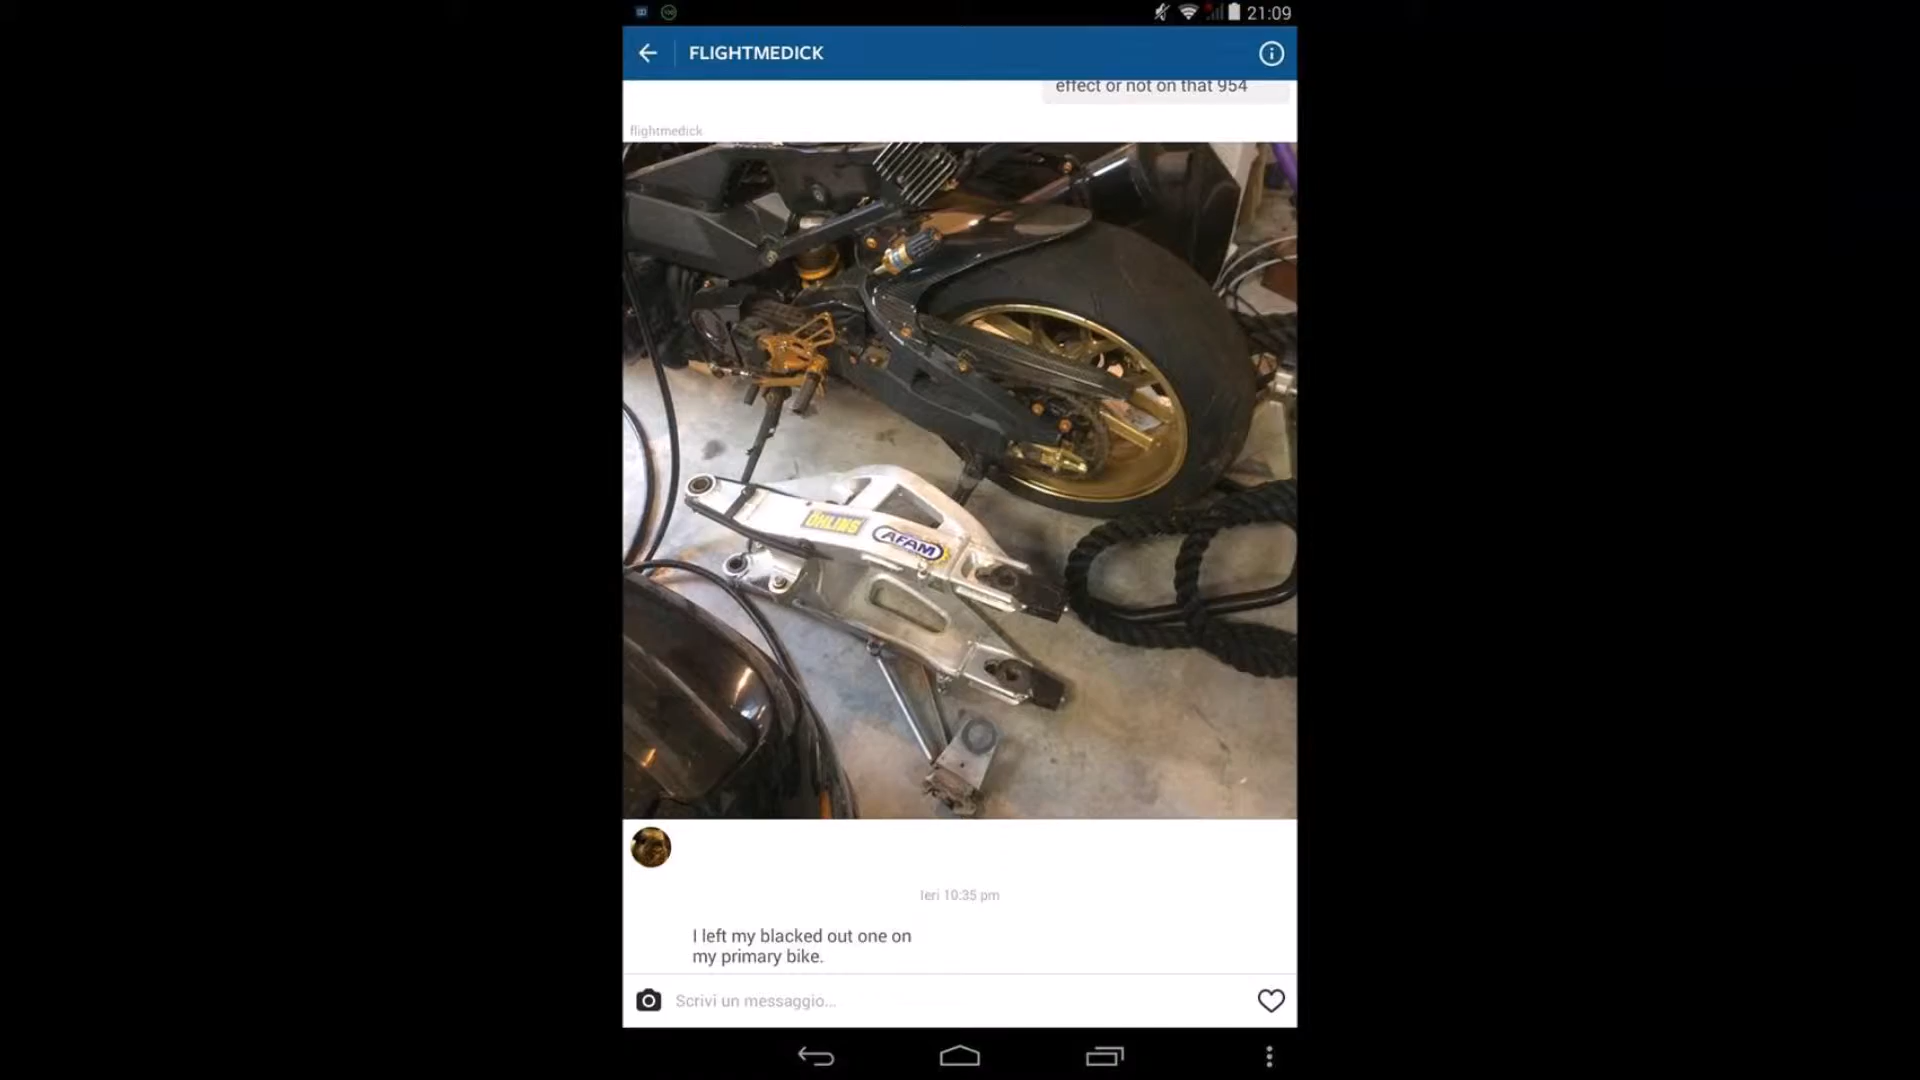 21:09
FLIGHTMEDICK
effect or not on that 954
flightmedick
ÖHLINS
AFAM
Ieri 10:35 pm
I left my blacked out one on
my primary bike.
Scrivi un messaggio...